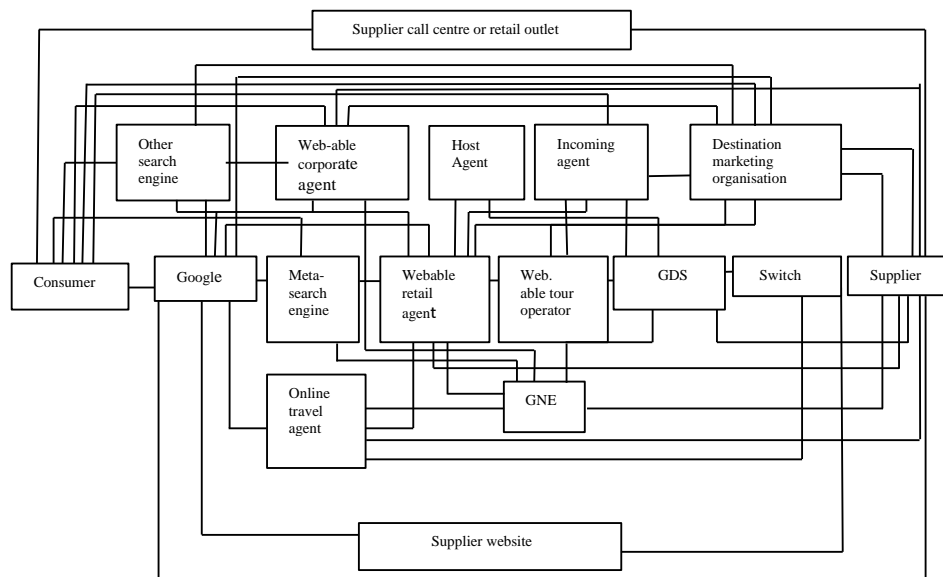 Supplier call centre or retail outlet
Other
search
engine
Web-able
corporate
agent
Host
Agent
Incoming
agent
Destination
marketing
organisation
Consumer
Google
Meta-
search
engine
Webable
retail
agent
Web.
able tour
operator
GDS
Switch
Supplier
Online
travel
agent
GNE
Supplier website